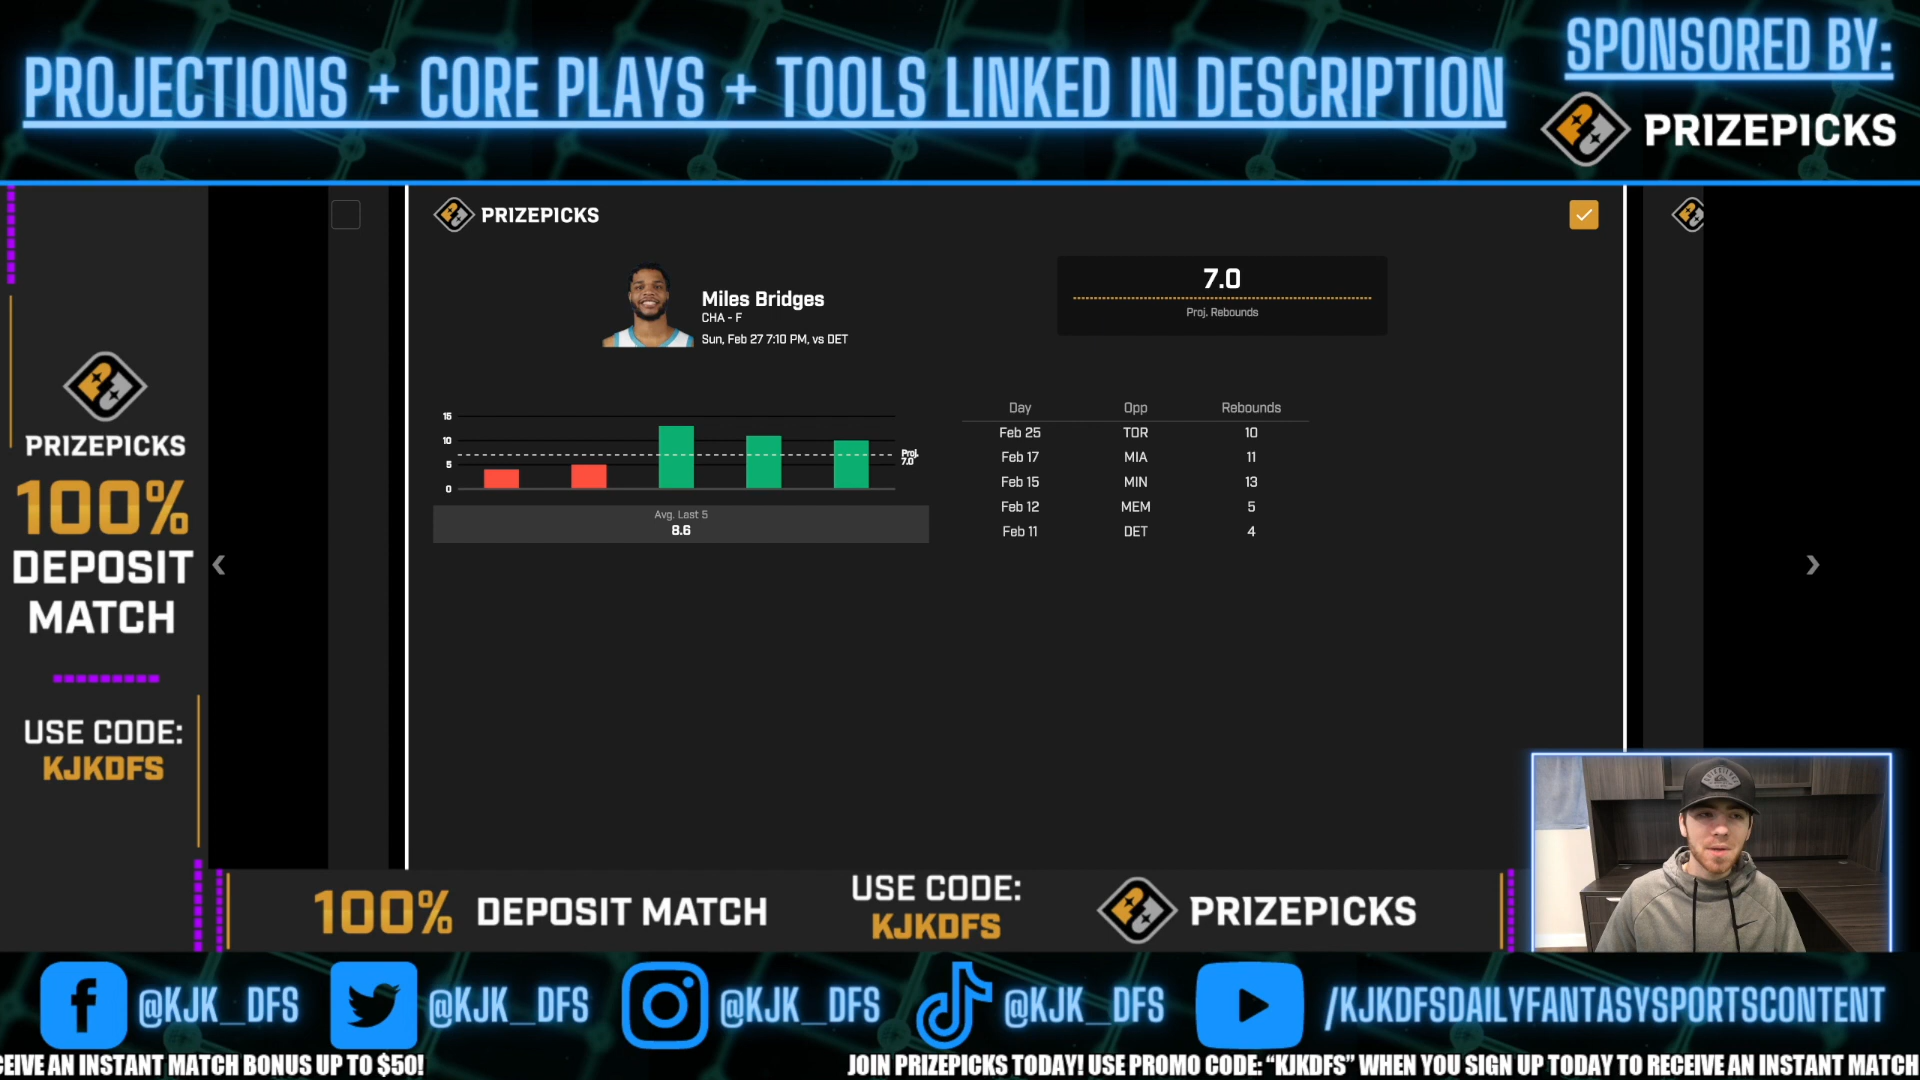 PROJECTIONS + CORE PLAYS + TOOLS LINKED IN DESCRIPTION
SPONSORED BY:
PRIZEPICKS
PRIZEPICKS
Miles Bridges
CHA - F
Sun, Feb 27 7:10 PM, vs DET
7.0
Proj. Rebounds
15
10
5
0
Proj.
7.0
Avg. Last 5
8.6
Day Opp Rebounds
Feb 25 TOR 10
Feb 17 MIA 11
Feb 15 MIN 13
Feb 12 MEM 5
Feb 11 DET 4
PRIZEPICKS
100%
DEPOSIT
MATCH
USE CODE:
KJKDFS
100% DEPOSIT MATCH
USE CODE:
KJKDFS
PRIZEPICKS
@KJK_DFS @KJK_DFS @KJK_DFS @KJK_DFS /KJKDFSDAILYFANTASYSPORTSCONTENT
CEIVE AN INSTANT MATCH BONUS UP TO $50! JOIN PRIZEPICKS TODAY! USE PROMO CODE: “KJKDFS” WHEN YOU SIGN UP TODAY TO RECEIVE AN INSTANT MATCH